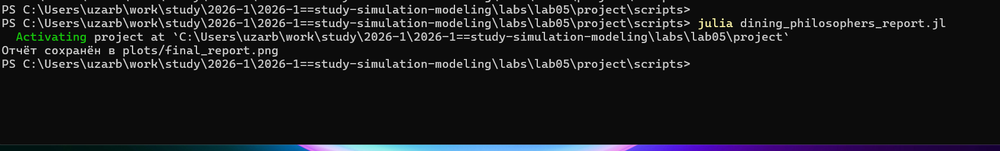 PS C:\Users\uzarb\work\study\2026-1\2026-1==study-simulation-modeling\labs\lab05\project\scripts>
PS C:\Users\uzarb\work\study\2026-1\2026-1==study-simulation-modeling\labs\lab05\project\scripts> julia dining_philosophers_report.jl
  Activating project at `C:\Users\uzarb\work\study\2026-1\2026-1==study-simulation-modeling\labs\lab05\project`
Отчёт сохранён в plots/final_report.png
PS C:\Users\uzarb\work\study\2026-1\2026-1==study-simulation-modeling\labs\lab05\project\scripts>